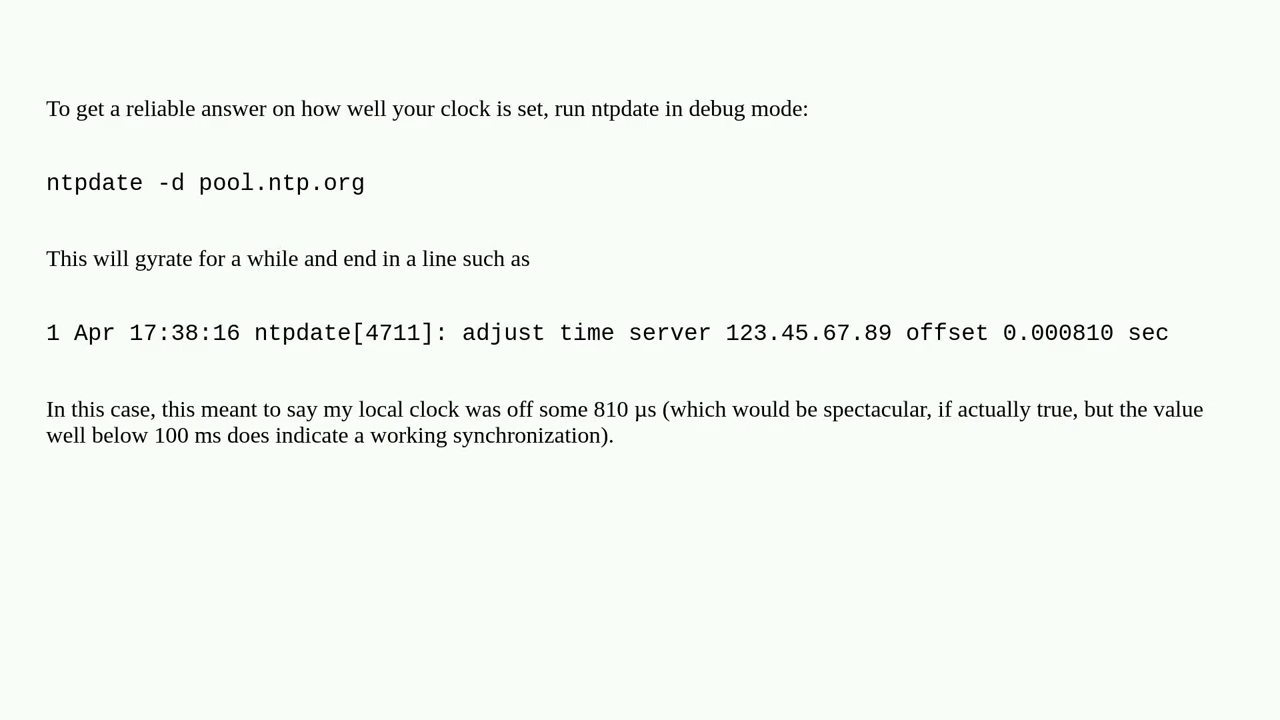 To get a reliable answer on how well your clock is set, run ntpdate in debug mode:
ntpdate -d pool.ntp.org
This will gyrate for a while and end in a line such as
1 Apr 17:38:16 ntpdate[4711]: adjust time server 123.45.67.89 offset 0.000810 sec
In this case, this meant to say my local clock was off some 810 µs (which would be spectacular, if actually true, but the value
well below 100 ms does indicate a working synchronization).